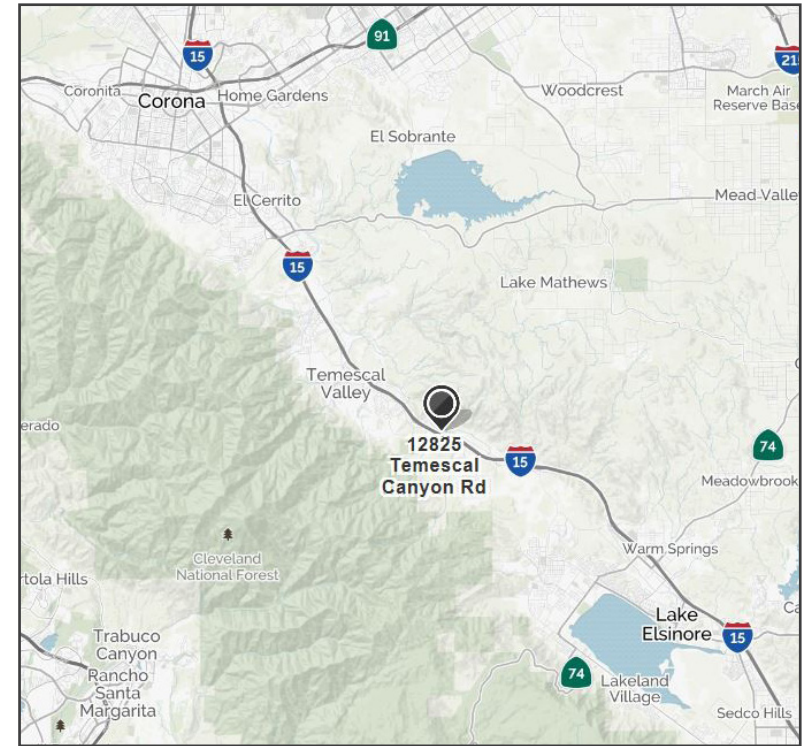 15
91
215
Coronita
Corona
Home Gardens
Woodcrest
March Air
Reserve Base
El Sobrante
El Cerrito
Mead Valle
15
Lake Mathews
Temescal
Valley
erado
12825
Temescal
Canyon Rd
15
74
Meadowbrook
Cleveland
National Forest
Warm Springs
rtola Hills
Lake
Elsinore
15
Ca
Trabuco
Canyon
Rancho
Santa
Margarita
74
Lakeland
Village
Sedco Hills